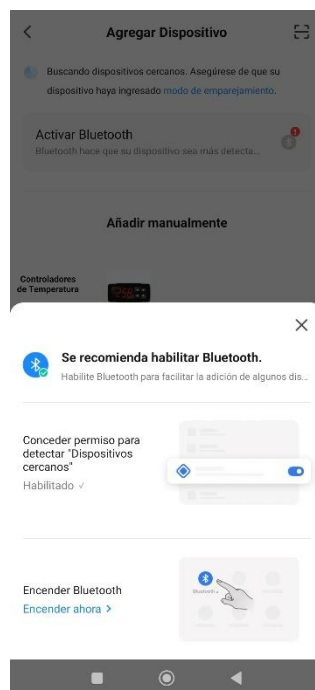 Agregar Dispositivo
Buscando dispositivos cercanos. Asegúrese de que su
dispositivo haya ingresado modo de emparejamiento.
Activar Bluetooth
1
Bluetooth hace que su dispositivo sea más detecta...
Añadir manualmente
Controladores
de Temperatura
Se recomienda habilitar Bluetooth.
Habilite Bluetooth para facilitar la adición de algunos dis...
Conceder permiso para
detectar "Dispositivos
cercanos"
Habilitado ✓
Encender Bluetooth
Encender ahora >
Bluetooth